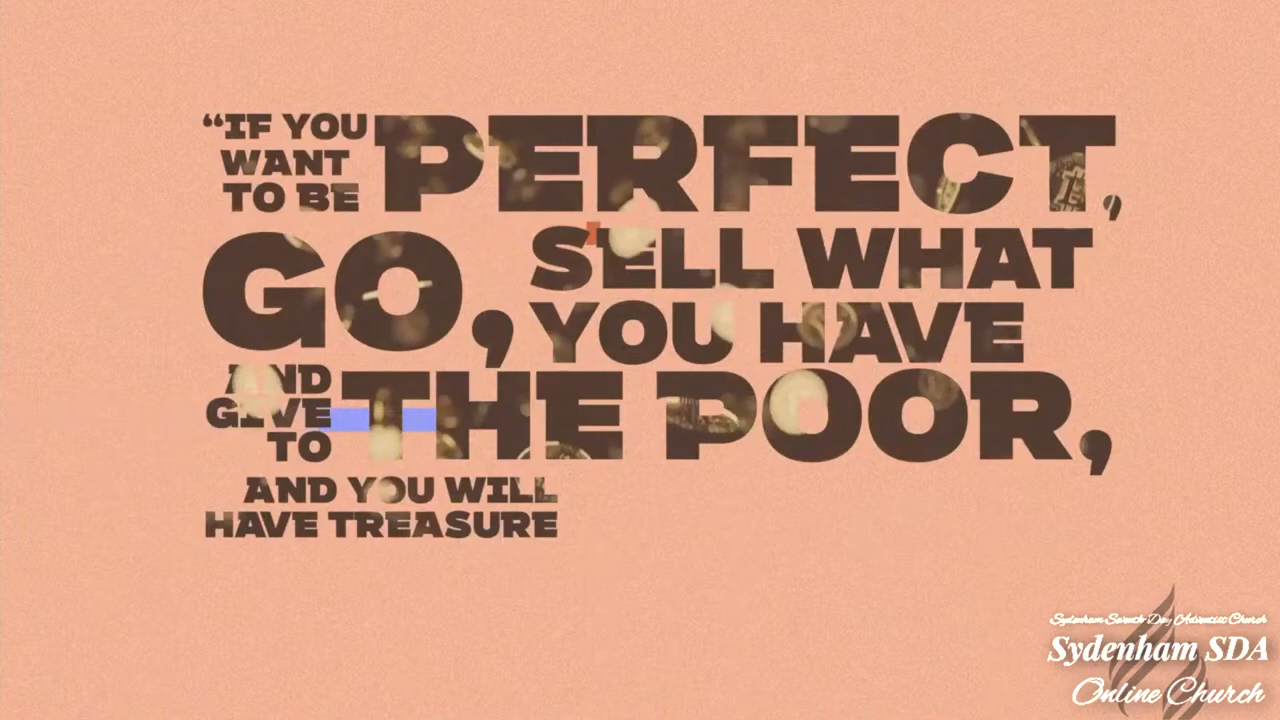 “IF YOU
WANT
TO BE
PERFECT,
GO,
SELL WHAT
YOU HAVE
AND
GIVE
TO
THE POOR,
AND YOU WILL
HAVE TREASURE
Sydenham Seventh Day Adventist Church
Sydenham SDA
Online Church